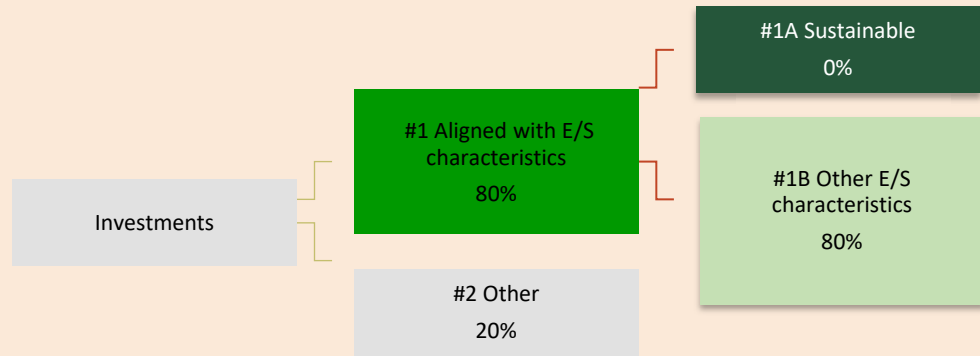 Investments
#1 Aligned with E/S
characteristics
80%
#2 Other
20%
#1A Sustainable
0%
#1B Other E/S
characteristics
80%